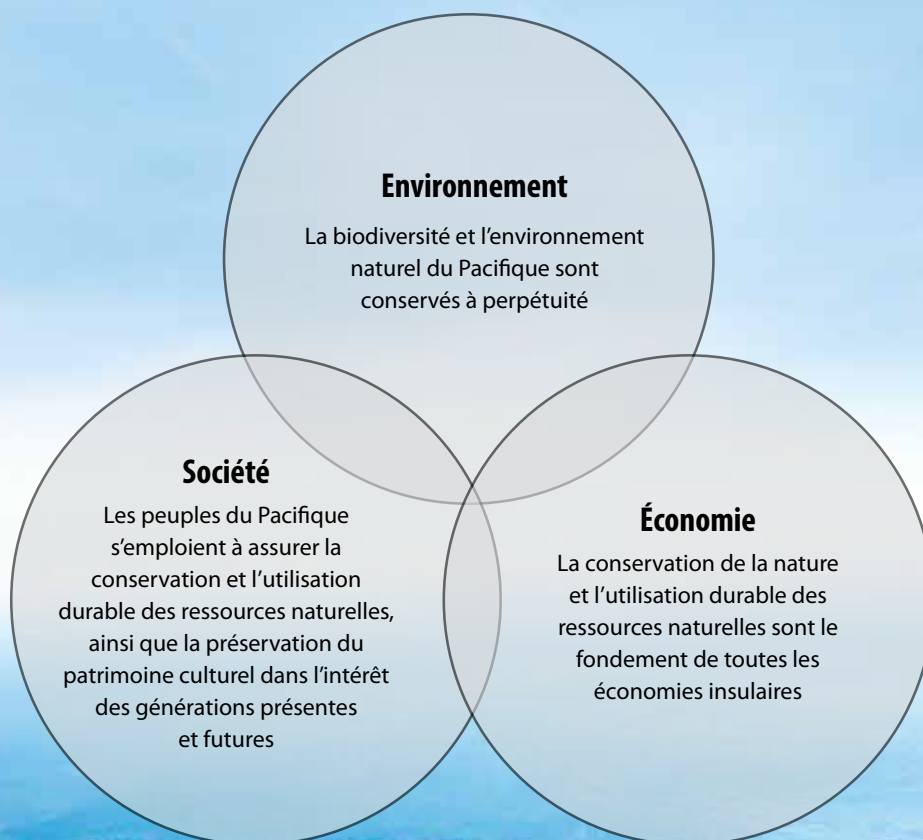 Environnement
La biodiversité et l'environnement
naturel du Pacifique sont
conservés à perpétuité
Société
Les peuples du Pacifique
s'emploient à assurer la
conservation et l'utilisation
durable des ressources naturelles,
ainsi que la préservation du
patrimoine culturel dans l'intérêt
des générations présentes
et futures
Économie
La conservation de la nature
et l'utilisation durable des
ressources naturelles sont le
fondement de toutes les
économies insulaires